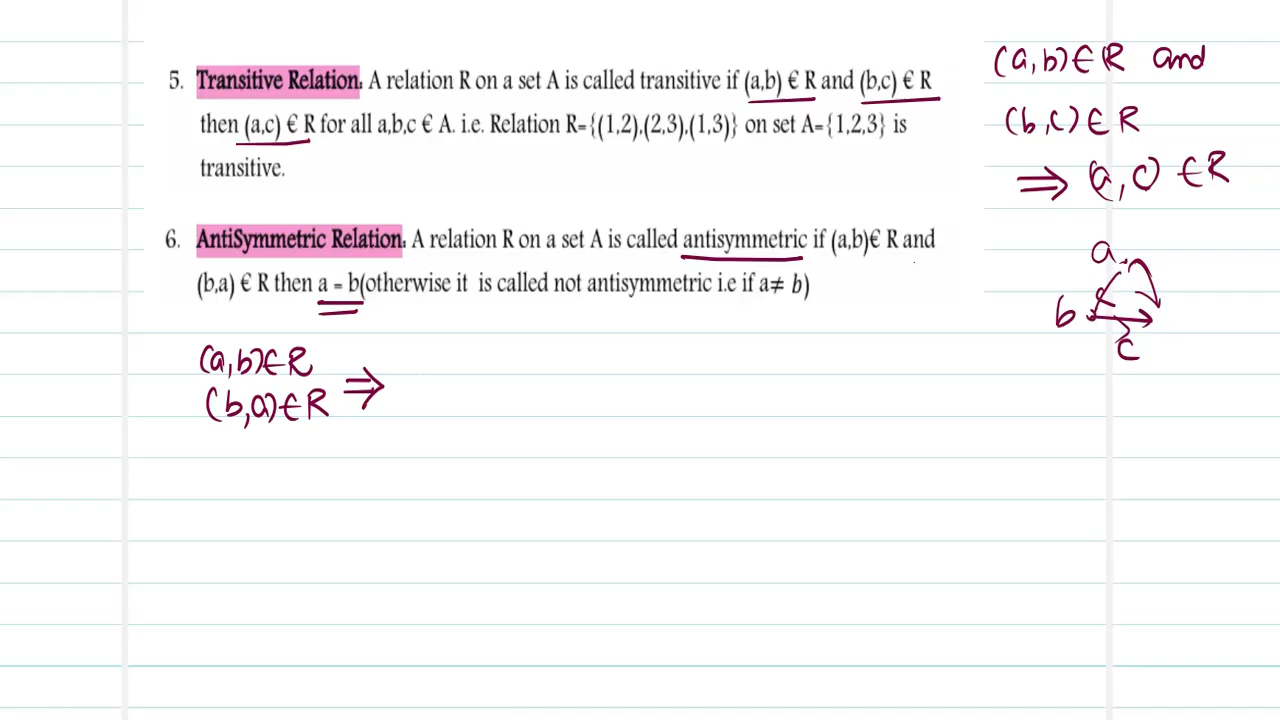 5. Transitive Relation: A relation R on a set A is called transitive if (a,b) € R and (b,c) € R
then (a,c) € R for all a,b,c € A. i.e. Relation R={(1,2),(2,3),(1,3)} on set A={1,2,3} is
transitive.
6. AntiSymmetric Relation: A relation R on a set A is called antisymmetric if (a,b)€ R and
(b,a) € R then a = b(otherwise it is called not antisymmetric i.e if a≠ b)
(a,b)∈R
(b,a)∈R ⇒
(a,b)∈R and
(b,c)∈R
⇒ (a,c) ∈R
a
b
c